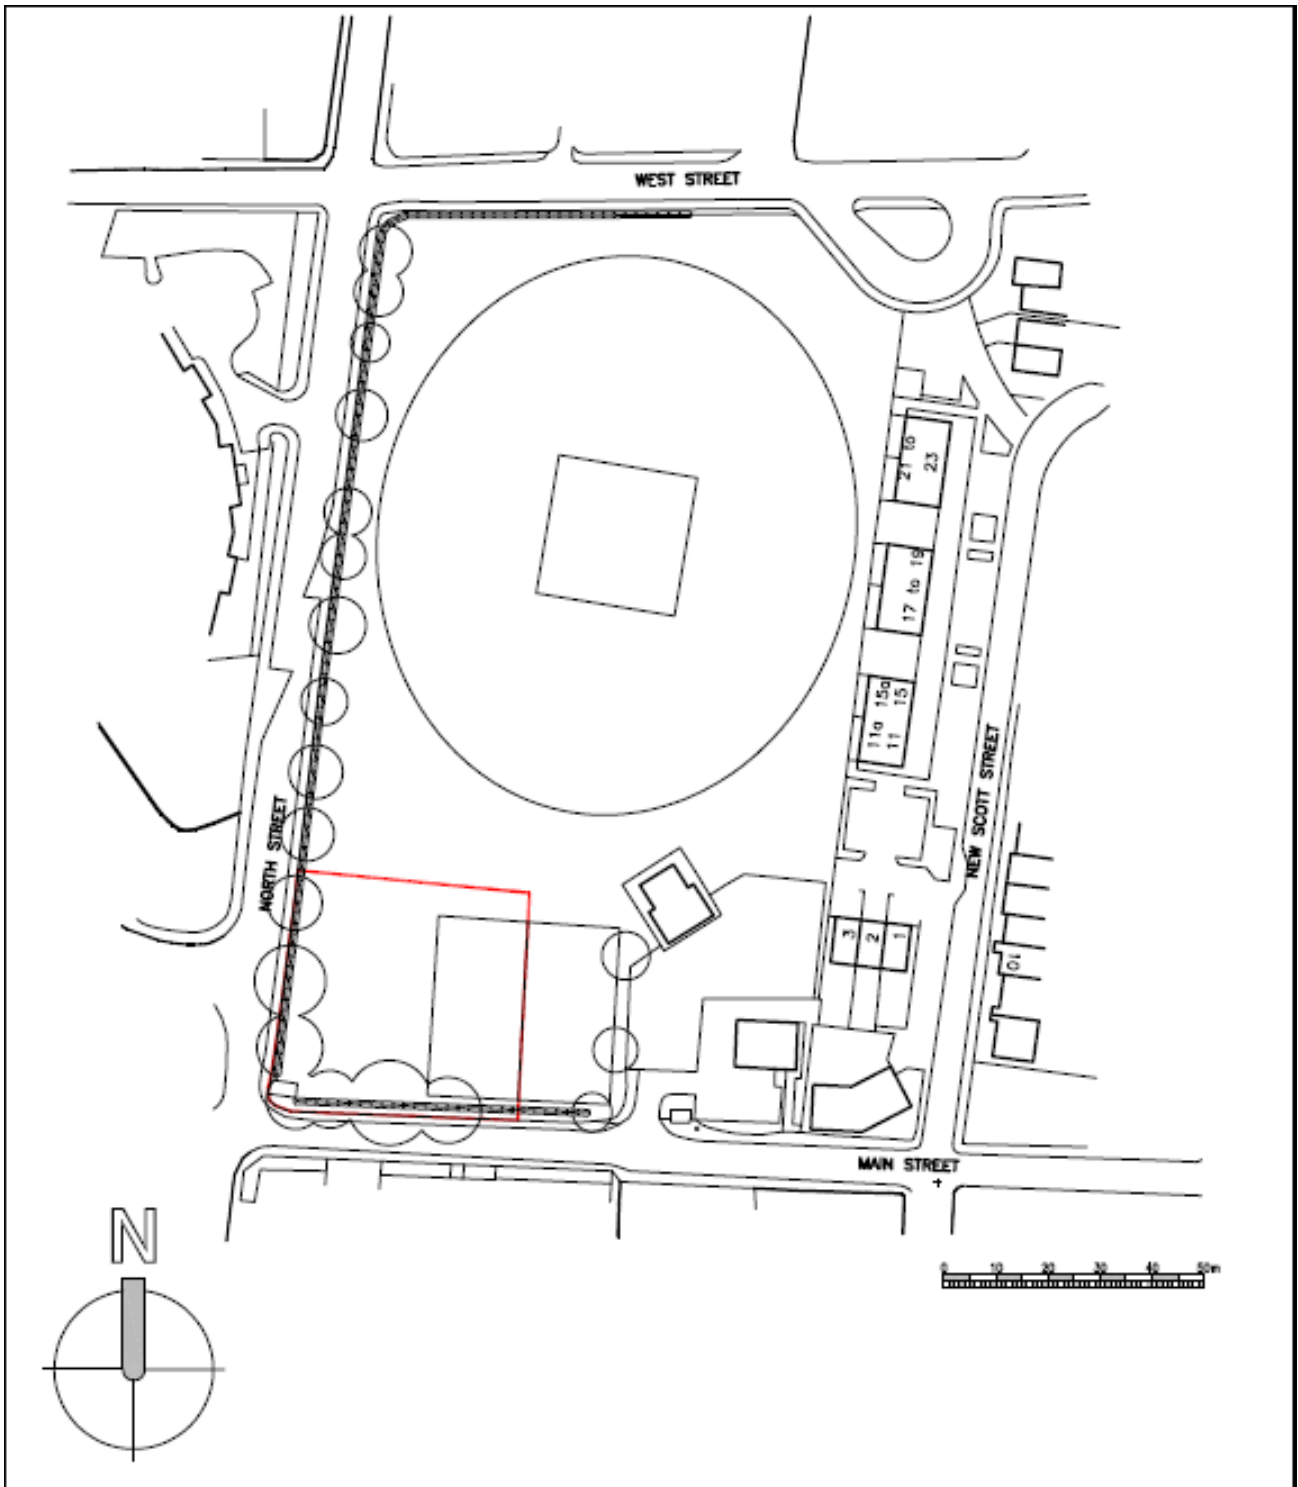 WEST STREET
21 to
23
17 to 19
11a 15a
11 15
NORTH STREET
NEW SCOTT STREET
3 2 1
10
MAIN STREET
N
0 10 20 30 40 50m